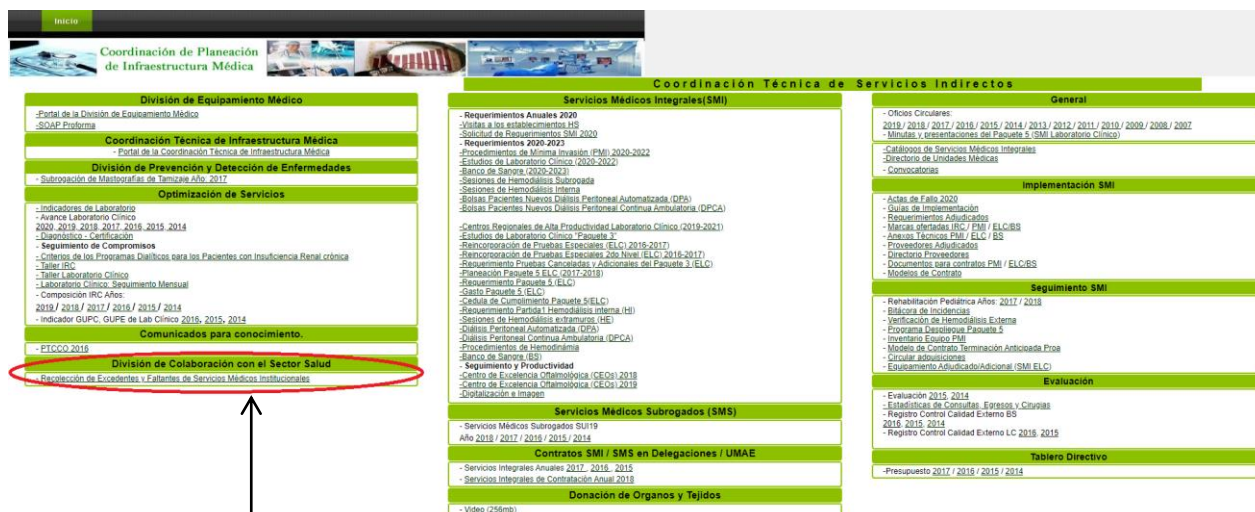 Inicio
Coordinación de Planeación
de Infraestructura Médica
Coordinación Técnica de Servicios Indirectos
División de Equipamiento Médico
-Portal de la División de Equipamiento Médico
-SOAP Proforma
Coordinación Técnica de Infraestructura Médica
- Portal de la Coordinación Técnica de Infraestructura Médica
División de Prevención y Detección de Enfermedades
- Subrogación de Mastografías de Tamizaje Año: 2017
Optimización de Servicios
- Indicadores de Laboratorio
- Avance Laboratorio Clínico
2020, 2019, 2018, 2017, 2016, 2015, 2014
- Diagnóstico - Certificación
- Seguimiento de Compromisos
- Criterios de los Programas Dialíticos para los Pacientes con Insuficiencia Renal crónica
- Taller IRC
- Taller Laboratorio Clínico
- Laboratorio Clínico: Seguimiento Mensual
- Composición IRC Años:
2019 / 2018 / 2017 / 2016 / 2015 / 2014
- Indicador GUPC, GUPE de Lab Clínico 2016, 2015, 2014
Comunicados para conocimiento.
- PTCCO 2016
División de Colaboración con el Sector Salud
- Recolección de Excedentes y Faltantes de Servicios Médicos Institucionales
Servicios Médicos Integrales(SMI)
- Requerimientos Anuales 2020
-Visitas a los establecimientos HS
-Solicitud de Requerimientos SMI 2020
- Requerimientos 2020-2023
-Procedimientos de Mínima Invasión (PMI) 2020-2022
-Estudios de Laboratorio Clínico (2020-2022)
-Banco de Sangre (2020-2023)
-Sesiones de Hemodiálisis Subrogada
-Sesiones de Hemodiálisis Interna
-Bolsas Pacientes Nuevos Diálisis Peritoneal Automatizada (DPA)
-Bolsas Pacientes Nuevos Diálisis Peritoneal Continua Ambulatoria (DPCA)
-Centros Regionales de Alta Productividad Laboratorio Clínico (2019-2021)
-Estudios de Laboratorio Clínico "Paquete 3"
-Reincorporación de Pruebas Especiales (ELC) 2016-2017)
-Reincorporación de Pruebas Especiales 2do Nivel (ELC) 2016-2017)
-Requerimiento Pruebas Canceladas y Adicionales del Paquete 3 (ELC)
-Planeación Paquete 5 ELC (2017-2018)
-Requerimiento Paquete 5 (ELC)
-Gasto Paquete 5 (ELC)
-Cedula de Cumplimiento Paquete 5(ELC)
-Requerimiento Partida1 Hemodiálisis interna (HI)
-Sesiones de Hemodiálisis extramuros (HE)
-Diálisis Peritoneal Automatizada (DPA)
-Diálisis Peritoneal Continua Ambulatoria (DPCA)
-Procedimientos de Hemodinámia
-Banco de Sangre (BS)
- Seguimiento y Productividad
-Centro de Excelencia Oftalmológica (CEOs) 2018
-Centro de Excelencia Oftalmológica (CEOs) 2019
-Digitalización e Imagen
Servicios Médicos Subrogados (SMS)
- Servicios Médicos Subrogados SUI19
Año 2018 / 2017 / 2016 / 2015 / 2014
Contratos SMI / SMS en Delegaciones / UMAE
- Servicios Integrales Anuales 2017 , 2016 , 2015
- Servicios Integrales de Contratación Anual 2018
Donación de Organos y Tejidos
- Video (256mb)
General
- Oficios Circulares:
2019 / 2018 / 2017 / 2016 / 2015 / 2014 / 2013 / 2012 / 2011 / 2010 / 2009 / 2008 / 2007
- Minutas y presentaciones del Paquete 5 (SMI Laboratorio Clínico)
-Catálogos de Servicios Médicos Integrales
-Directorio de Unidades Médicas
- Convocatorias
Implementación SMI
- Actas de Fallo 2020
- Guías de Implementación
- Requerimientos Adjudicados
- Marcas ofertadas IRC / PMI / ELC/BS
- Anexos Técnicos PMI / ELC / BS
- Proveedores Adjudicados
- Directorio Proveedores
- Documentos para contratos PMI / ELC/BS
- Modelos de Contrato
Seguimiento SMI
- Rehabilitación Pediátrica Años: 2017 / 2018
- Bitácora de Incidencias
- Verificación de Hemodiálisis Externa
- Programa Despliegue Paquete 5
- Inventario Equipo PMI
- Modelo de Contrato Terminación Anticipada Proa
- Circular adquisiciones
- Equipamiento Adjudicado/Adicional (SMI ELC)
Evaluación
- Evaluación 2015, 2014
- Estadísticas de Consultas, Egresos y Cirugías
- Registro Control Calidad Externo BS
2016, 2015, 2014
- Registro Control Calidad Externo LC 2016, 2015
Tablero Directivo
-Presupuesto 2017 / 2016 / 2015 / 2014